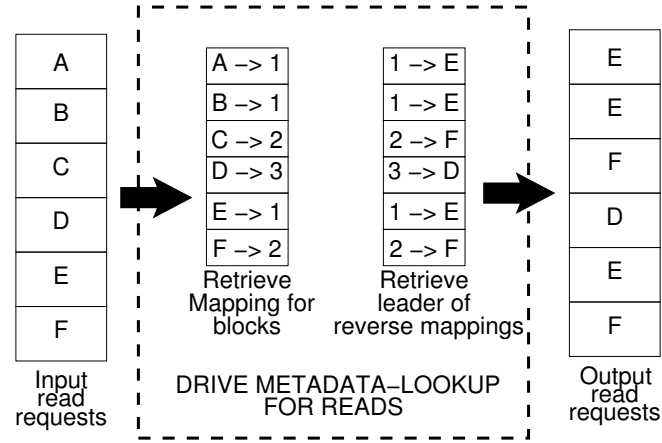 A
B
C
D
E
F
Input
read
requests
A −> 1
B −> 1
C −> 2
D −> 3
E −> 1
F −> 2
Retrieve
Mapping for
blocks
1 −> E
1 −> E
2 −> F
3 −> D
1 −> E
2 −> F
Retrieve
leader of
reverse mappings
DRIVE METADATA−LOOKUP
FOR READS
E
E
F
D
E
F
Output
read
requests